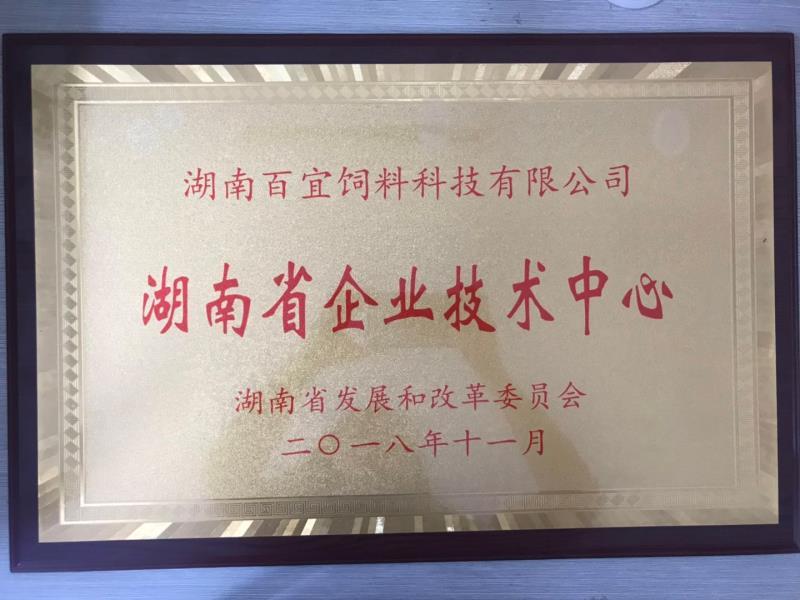 湖南百宜饲料科技有限公司
湖南省企业技术中心
湖南省发展和改革委员会
二〇一八年十一月